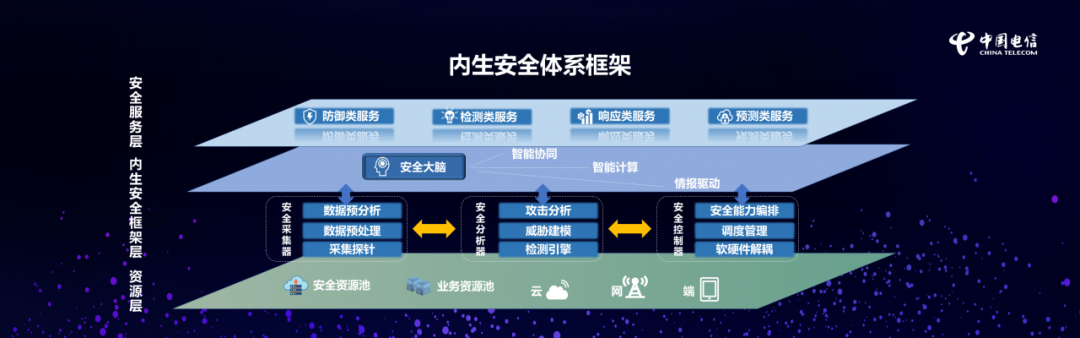 中国电信
CHINA TELECOM
内生安全体系框架
安全服务层
防御类服务
检测类服务
响应类服务
预测类服务
内生安全框架层
安全大脑
智能协同
智能计算
情报驱动
安全采集器
数据预分析
数据预处理
采集探针
安全分析器
攻击分析
威胁建模
检测引擎
安全控制器
安全能力编排
调度管理
软硬件解耦
资源层
安全资源池
业务资源池
云
网
端